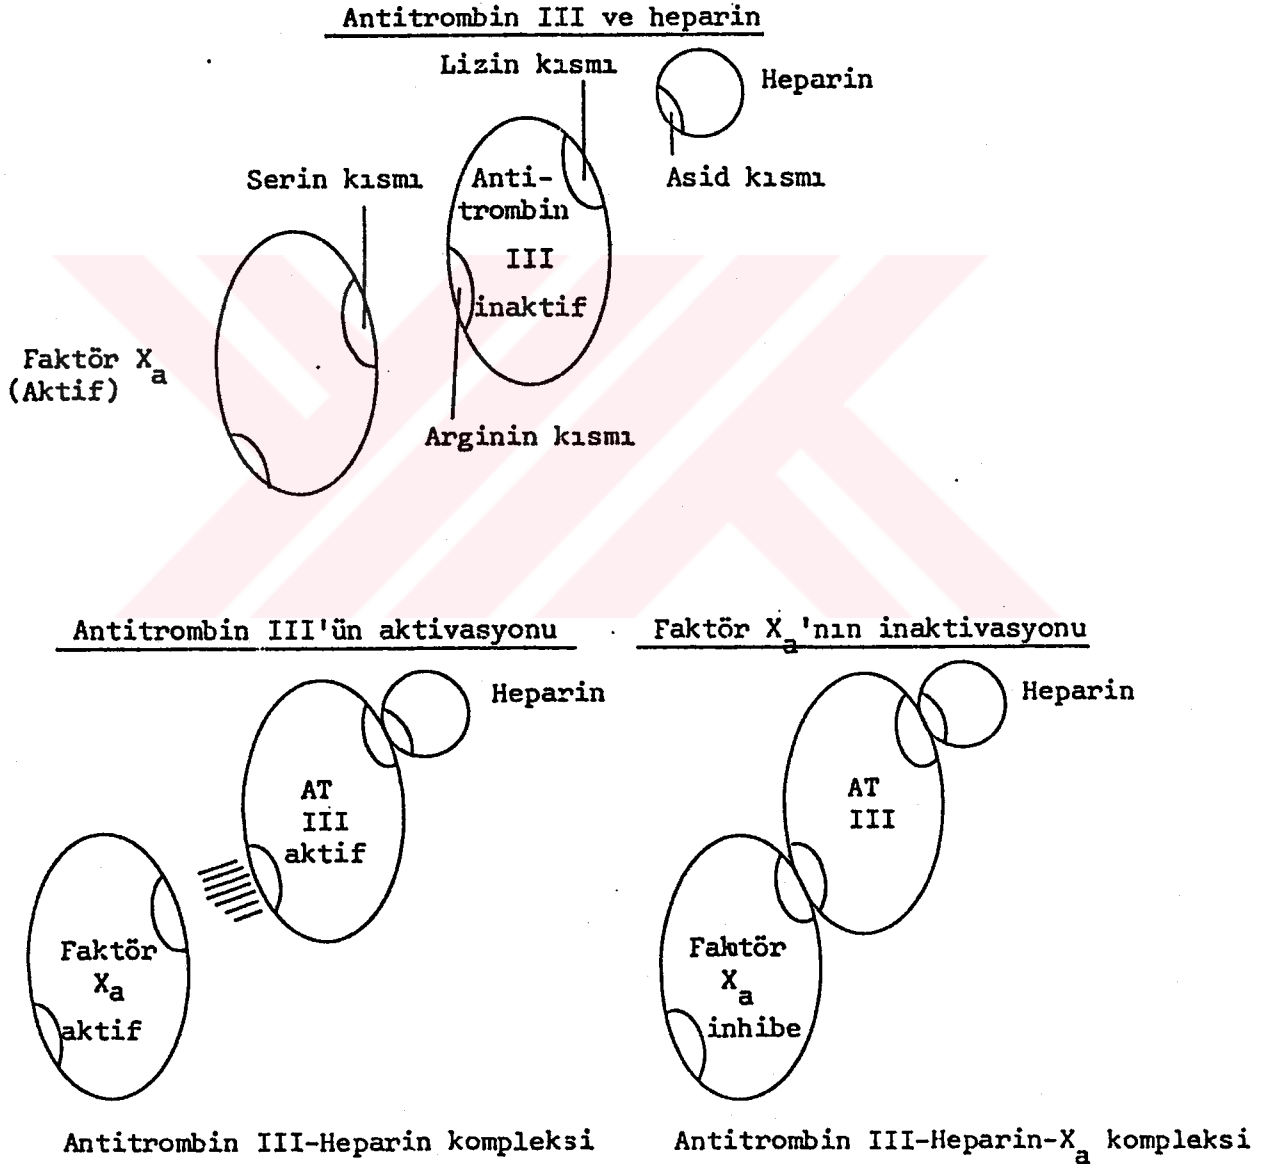 Antitrombin III ve heparin
Lizin kısmı
Heparin
Serin kısmı
Anti-
trombin
III
inaktif
Asid kısmı
Faktör Xa
(Aktif)
Arginin kısmı
Antitrombin III'ün aktivasyonu
Faktör Xa'nın inaktivasyonu
Heparin
AT
III
aktif
Faktör
Xa
aktif
Heparin
AT
III
Faktör
Xa
inhibe
Antitrombin III-Heparin kompleksi
Antitrombin III-Heparin-Xa kompleksi